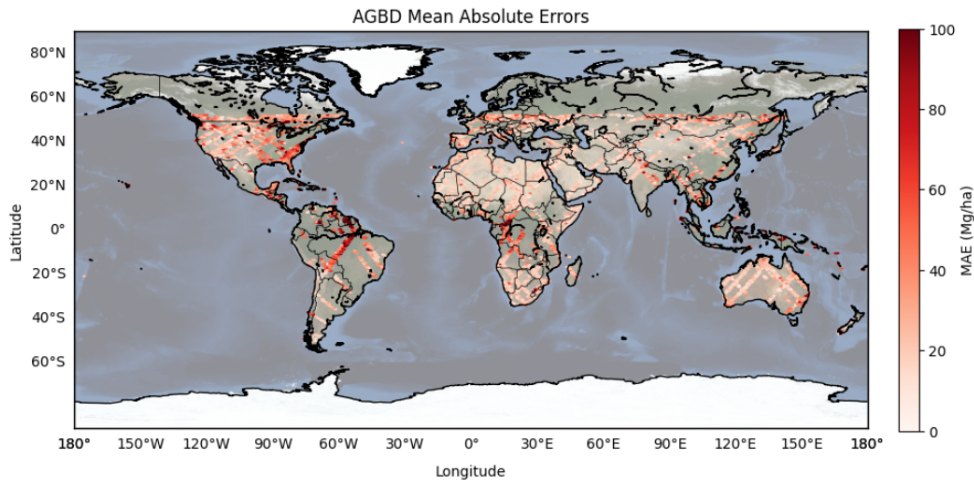 AGBD Mean Absolute Errors
80°N
60°N
40°N
20°N
0°
20°S
40°S
60°S
Latitude
180°
150°W
120°W
90°W
60°W
30°W
0°
30°E
60°E
90°E
120°E
150°E
180°
Longitude
100
80
60
40
20
0
MAE (Mg/ha)